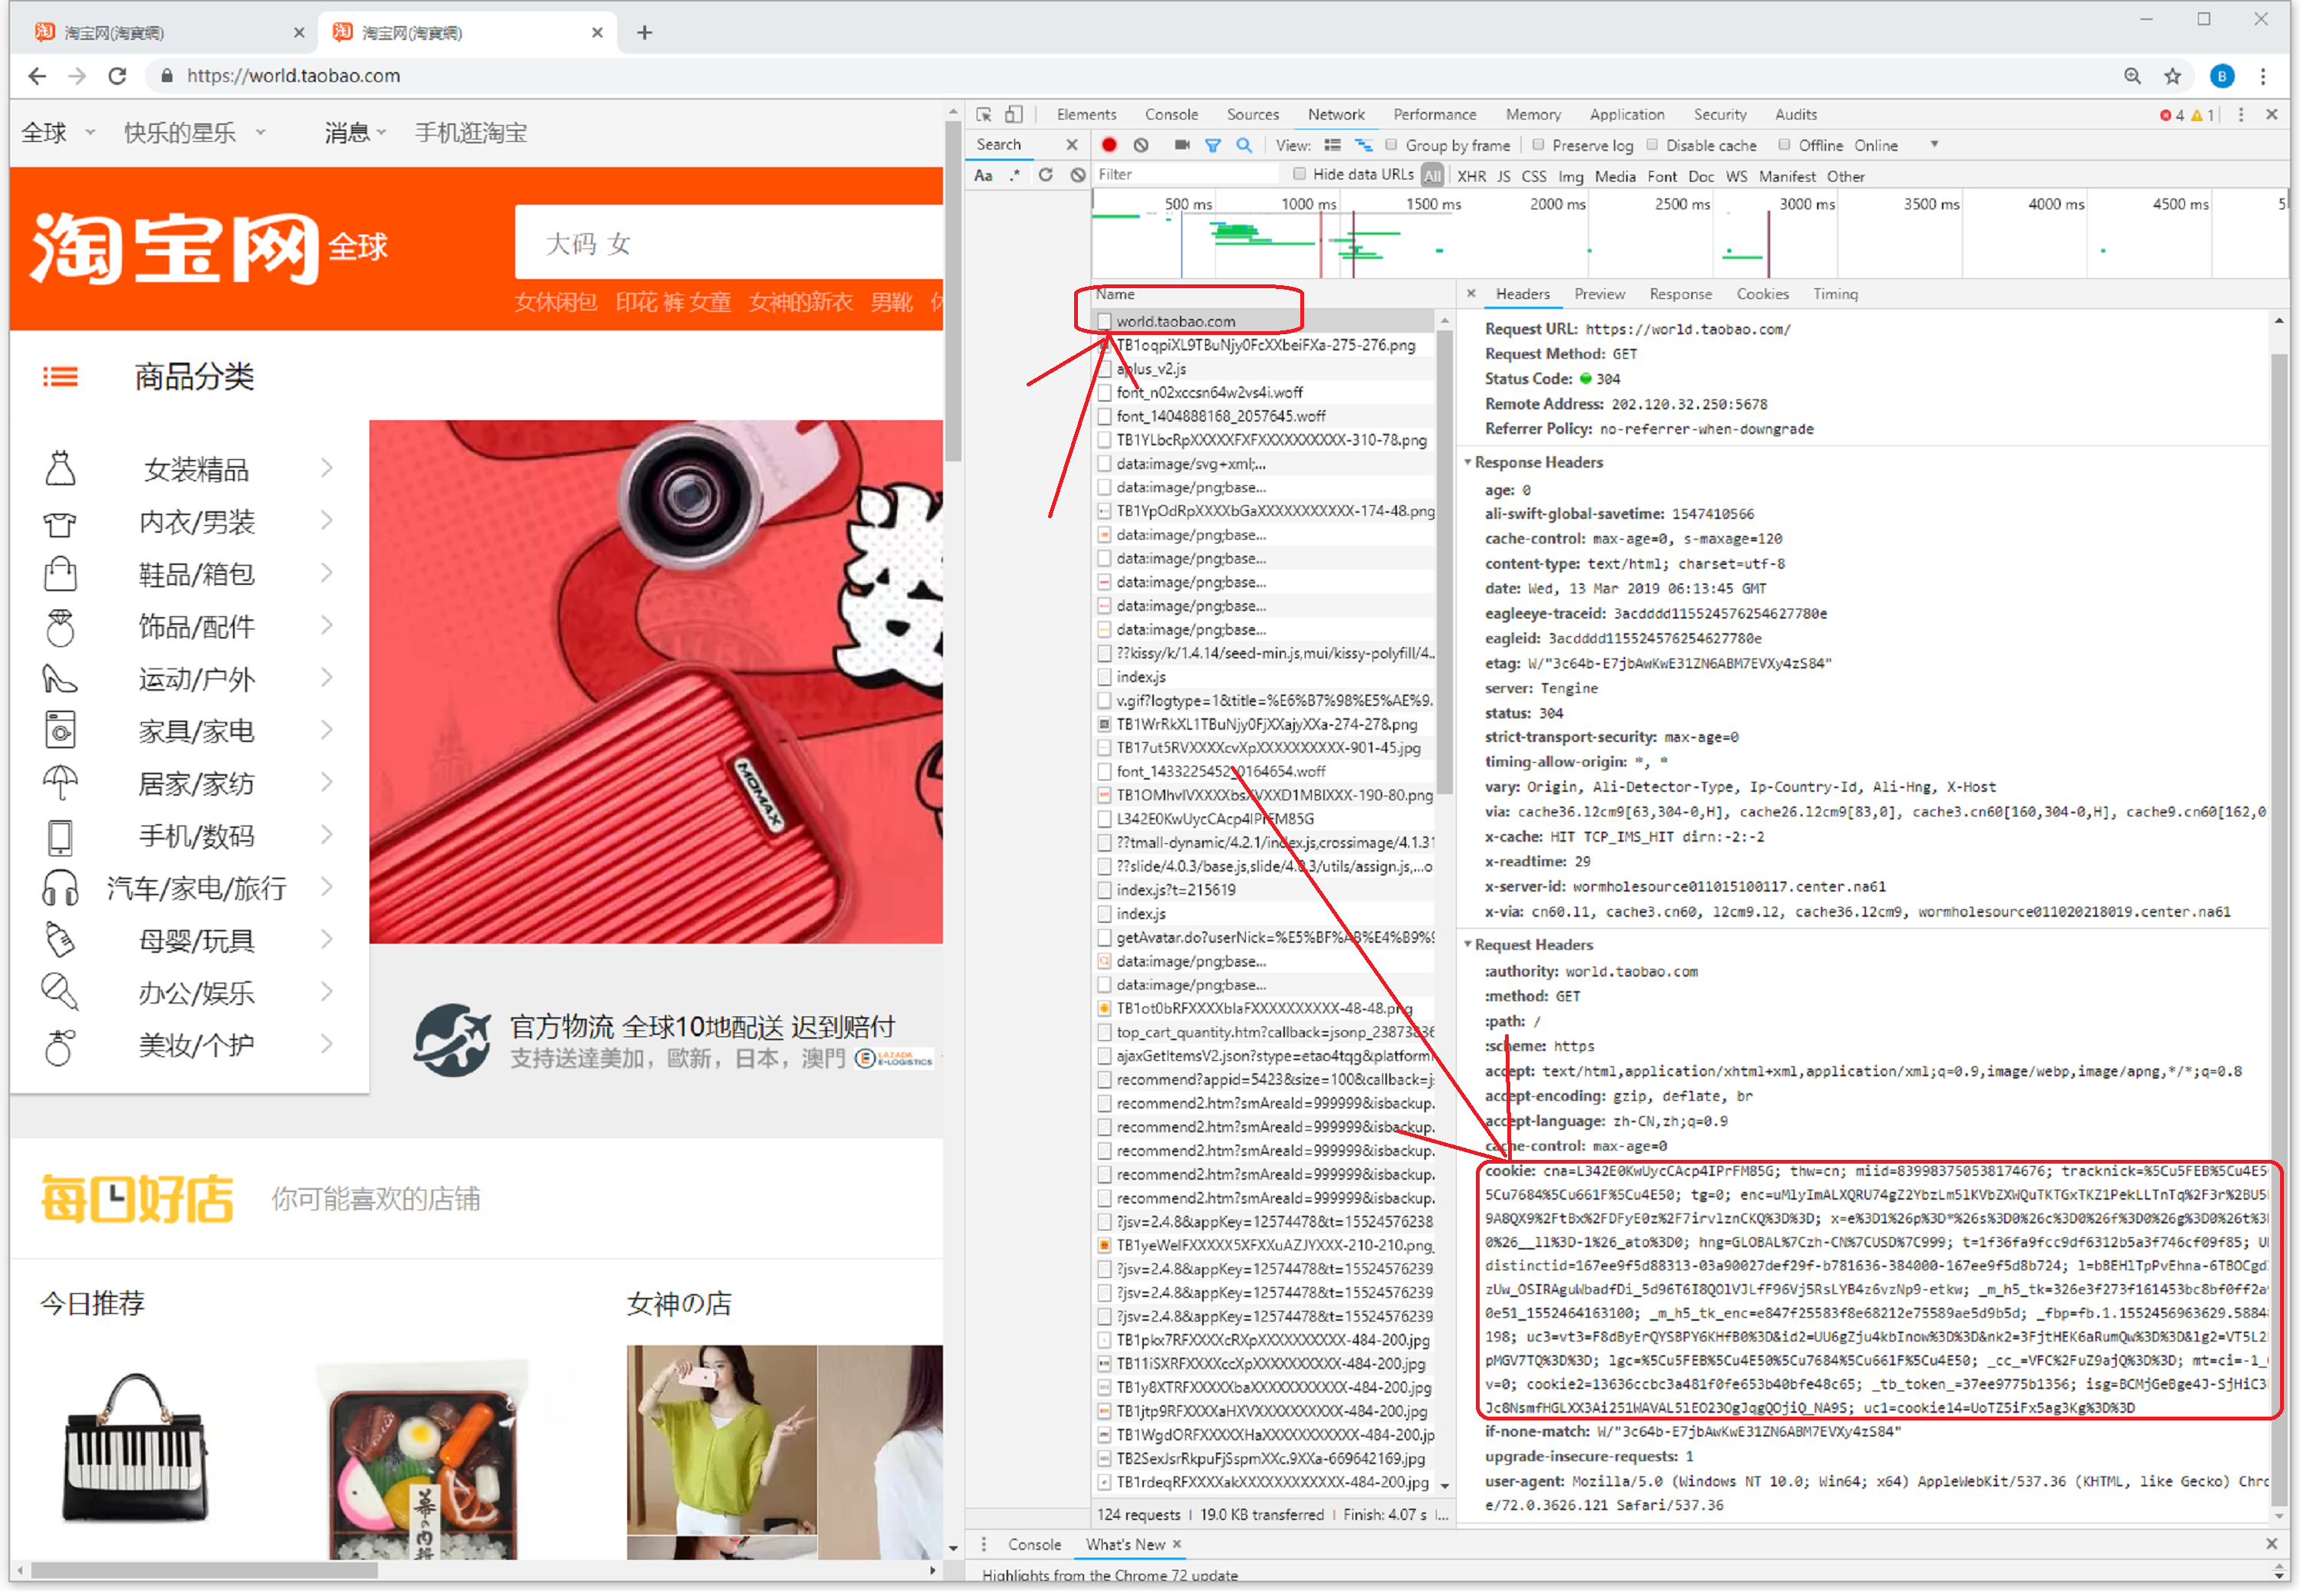 淘宝网(淘寶網)
淘宝网(淘寶網)
https://world.taobao.com
B
全球 快乐的星乐 消息 手机逛淘宝
淘宝网全球
大码 女
女休闲包 印花 裤 女童 女神的新衣 男靴
商品分类
女装精品
内衣/男装
鞋品/箱包
饰品/配件
运动/户外
家具/家电
居家/家纺
手机/数码
汽车/家电/旅行
母婴/玩具
办公/娱乐
美妆/个护
MOMAX
官方物流 全球10地配送 迟到赔付
支持送達美加，歐新，日本，澳門 LAZADA E-LOGISTICS
每日好店 你可能喜欢的店铺
今日推荐 女神の店
幕の内
Elements Console Sources Network Performance Memory Application Security Audits 4 1
Search
View: Group by frame Preserve log Disable cache Offline Online
Aa .*
Filter Hide data URLs All XHR JS CSS Img Media Font Doc WS Manifest Other
500 ms 1000 ms 1500 ms 2000 ms 2500 ms 3000 ms 3500 ms 4000 ms 4500 ms 5
Name
world.taobao.com
TB1oqpiXL9TBuNjy0FcXXbeiFXa-275-276.png
aplus_v2.js
font_n02xccsn64w2vs4i.woff
font_1404888168_2057645.woff
TB1YLbcRpXXXXXFXFXXXXXXXXXX-310-78.png
data:image/svg+xml;...
data:image/png;base...
TB1YpOdRpXXXXbGaXXXXXXXXXXX-174-48.png
data:image/png;base...
data:image/png;base...
data:image/png;base...
data:image/png;base...
data:image/png;base...
??kissy/k/1.4.14/seed-min.js,mui/kissy-polyfill/4..
index.js
v.gif?logtype=1&title=%E6%B7%98%E5%AE%9.
TB1WrRkXL1TBuNjy0FjXXajyXXa-274-278.png
TB17ut5RVXXXXcvXpXXXXXXXXXX-901-45.jpg
font_1433225452_0164654.woff
TB1OMhvIVXXXXbsXVXXD1MBIXXX-190-80.png
L342E0KwUycCAcp4IPrFM85G
??tmall-dynamic/4.2.1/index.js,crossimage/4.1.31
??slide/4.0.3/base.js,slide/4.0.3/utils/assign.js,...o
index.js?t=215619
index.js
getAvatar.do?userNick=%E5%BF%AB%E4%B9%9
data:image/png;base...
data:image/png;base...
TB1ot0bRFXXXXbIaFXXXXXXXXXX-48-48.png
top_cart_quantity.htm?callback=jsonp_23873836
ajaxGetItemsV2.json?stype=etao4tqg&platform
recommend?appid=5423&size=100&callback=j
recommend2.htm?smAreaId=999999&isbackup.
recommend2.htm?smAreaId=999999&isbackup.
recommend2.htm?smAreaId=999999&isbackup.
recommend2.htm?smAreaId=999999&isbackup.
recommend2.htm?smAreaId=999999&isbackup.
?jsv=2.4.8&appKey=12574478&t=15524576238
TB1yeWeIFXXXXX5XFXXuAZJYXXX-210-210.png_
?jsv=2.4.8&appKey=12574478&t=15524576239
?jsv=2.4.8&appKey=12574478&t=15524576239
?jsv=2.4.8&appKey=12574478&t=15524576239
TB1pkx7RFXXXXcRXpXXXXXXXXXX-484-200.jpg
TB11iSXRFXXXXccXpXXXXXXXXXX-484-200.jpg
TB1y8XTRFXXXXXbaXXXXXXXXXXX-484-200.jpg
TB1jtp9RFXXXXaHXVXXXXXXXXXX-484-200.jpg
TB1WgdORFXXXXXHaXXXXXXXXXXX-484-200.jp
TB2SexJsrRkpuFjSspmXXc.9XXa-669642169.jpg
TB1rdeqRFXXXXakXXXXXXXXXXXX-484-200.jpg
124 requests | 19.0 KB transferred | Finish: 4.07 s |...
Headers Preview Response Cookies Timing
Request URL: https://world.taobao.com/
Request Method: GET
Status Code: 304
Remote Address: 202.120.32.250:5678
Referrer Policy: no-referrer-when-downgrade
Response Headers
age: 0
ali-swift-global-savetime: 1547410566
cache-control: max-age=0, s-maxage=120
content-type: text/html; charset=utf-8
date: Wed, 13 Mar 2019 06:13:45 GMT
eagleeye-traceid: 3acdddd115524576254627780e
eagleid: 3acdddd115524576254627780e
etag: W/"3c64b-E7jbAwKwE31ZN6ABM7EVXy4zS84"
server: Tengine
status: 304
strict-transport-security: max-age=0
timing-allow-origin: *, *
vary: Origin, Ali-Detector-Type, Ip-Country-Id, Ali-Hng, X-Host
via: cache36.l2cm9[63,304-0,H], cache26.l2cm9[83,0], cache3.cn60[160,304-0,H], cache9.cn60[162,0
x-cache: HIT TCP_IMS_HIT dirn:-2:-2
x-readtime: 29
x-server-id: wormholesource011015100117.center.na61
x-via: cn60.l1, cache3.cn60, l2cm9.l2, cache36.l2cm9, wormholesource011020218019.center.na61
Request Headers
:authority: world.taobao.com
:method: GET
:path: /
:scheme: https
accept: text/html,application/xhtml+xml,application/xml;q=0.9,image/webp,image/apng,*/*;q=0.8
accept-encoding: gzip, deflate, br
accept-language: zh-CN,zh;q=0.9
cache-control: max-age=0
cookie: cna=L342E0KwUycCAcp4IPrFM85G; thw=cn; miid=839983750538174676; tracknick=%5Cu5FEB%5Cu4E5
5Cu7684%5Cu661F%5Cu4E50; tg=0; enc=uMlyImALXQRU74gZ2YbzLm5lKVbZXWQuTKTGxTKZ1PekLLTnTq%2F3r%2BU5
9A8QX9%2FtBx%2FDFyE0z%2F7irvlznCKQ%3D%3D; x=e%3D1%26p%3D*%26s%3D0%26c%3D0%26f%3D0%26g%3D0%26t%3
0%26__ll%3D-1%26_ato%3D0; hng=GLOBAL%7Czh-CN%7CUSD%7C999; t=1f36fa9fcc9df6312b5a3f746cf09f85; U
distinctid=167ee9f5d88313-03a90027def29f-b781636-384000-167ee9f5d8b724; l=bBEHlTpPvEhna-6TBOCgd
zUw_OSIRAguWbadfDi_5d96T6I8QOlVJLfF96Vj5RsLYB4z6vzNp9-etkw; _m_h5_tk=326e3f273f161453bc8bf0ff2a
0e51_1552464163100; _m_h5_tk_enc=e847f25583f8e68212e75589ae5d9b5d; _fbp=fb.1.1552456963629.5884
198; uc3=vt3=F8dByErQYS8PY6KHfB0%3D&id2=UU6gZju4kbInow%3D%3D&nk2=3FjtHEK6aRumQw%3D%3D&lg2=VT5L2
pMGV7TQ%3D%3D; lgc=%5Cu5FEB%5Cu4E50%5Cu7684%5Cu661F%5Cu4E50; _cc_=VFC%2FuZ9ajQ%3D%3D; mt=ci=-1_
v=0; cookie2=13636ccbc3a481f0fe653b40bfe48c65; _tb_token_=37ee9775b1356; isg=BCMjGeBge4J-SjHiC3
Jc8NsmfHGLXX3Ai251WAVAL5lEO23OgJqgQOjiQ_NA9S; uc1=cookie14=UoTZ5iFx5ag3Kg%3D%3D
if-none-match: W/"3c64b-E7jbAwKwE31ZN6ABM7EVXy4zS84"
upgrade-insecure-requests: 1
user-agent: Mozilla/5.0 (Windows NT 10.0; Win64; x64) AppleWebKit/537.36 (KHTML, like Gecko) Chro
e/72.0.3626.121 Safari/537.36
Console What's New
Highlights from the Chrome 72 update